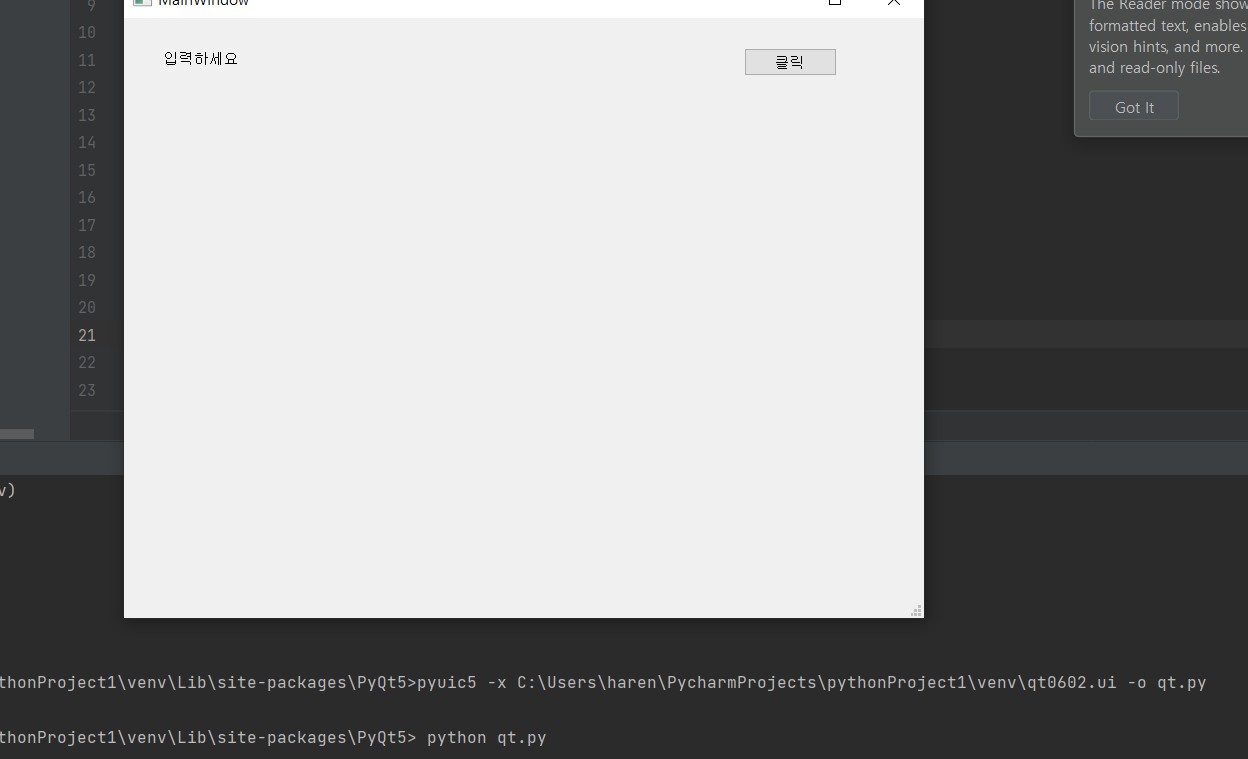 9
MainWindow
The Reader mode show
10
formatted text, enables
11
입력하세요
클릭
vision hints, and more.
12
and read-only files.
13
Got It
14
15
16
17
18
19
20
21
22
23
v)
thonProject1\venv\Lib\site-packages\PyQt5>pyuic5 -x C:\Users\haren\PycharmProjects\pythonProject1\venv\qt0602.ui -o qt.py
thonProject1\venv\Lib\site-packages\PyQt5> python qt.py